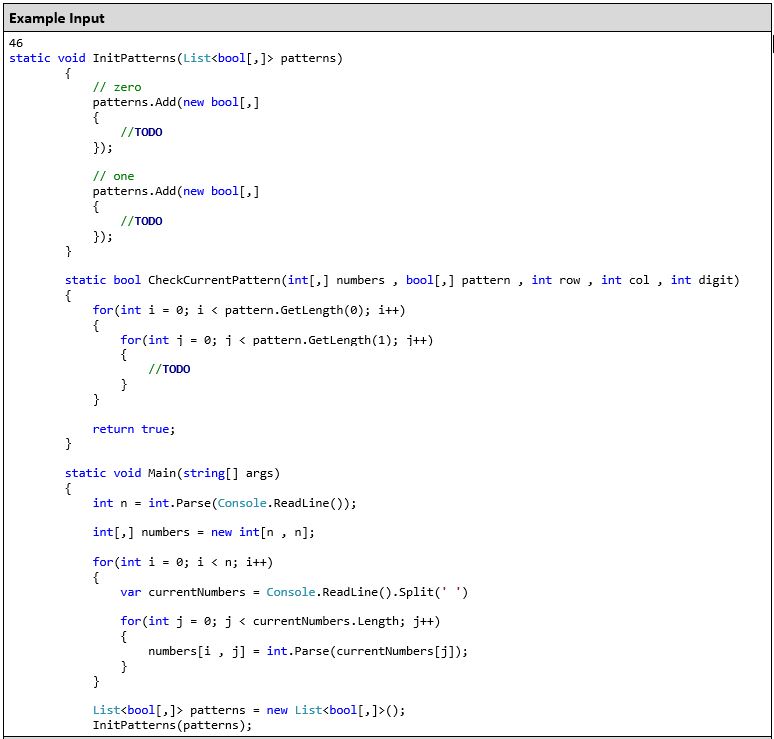 Example Input
46
static void InitPatterns(List<bool[,]> patterns)
{
// zero
patterns.Add(new bool[,]
{
//TODO
});
// one
patterns.Add(new bool[,]
{
//TODO
});
}
static bool CheckCurrentPattern(int[,] numbers , bool[,] pattern , int row , int col , int digit)
{
for(int i = 0; i < pattern.GetLength(0); i++)
{
for(int j = 0; j < pattern.GetLength(1); j++)
{
//TODO
}
}
return true;
}
static void Main(string[] args)
{
int n = int.Parse(Console.ReadLine());
int[,] numbers = new int[n , n];
for(int i = 0; i < n; i++)
{
var currentNumbers = Console.ReadLine().Split(' ')
for(int j = 0; j < currentNumbers.Length; j++)
{
numbers[i , j] = int.Parse(currentNumbers[j]);
}
}
List<bool[,]> patterns = new List<bool[,]>();
InitPatterns(patterns);